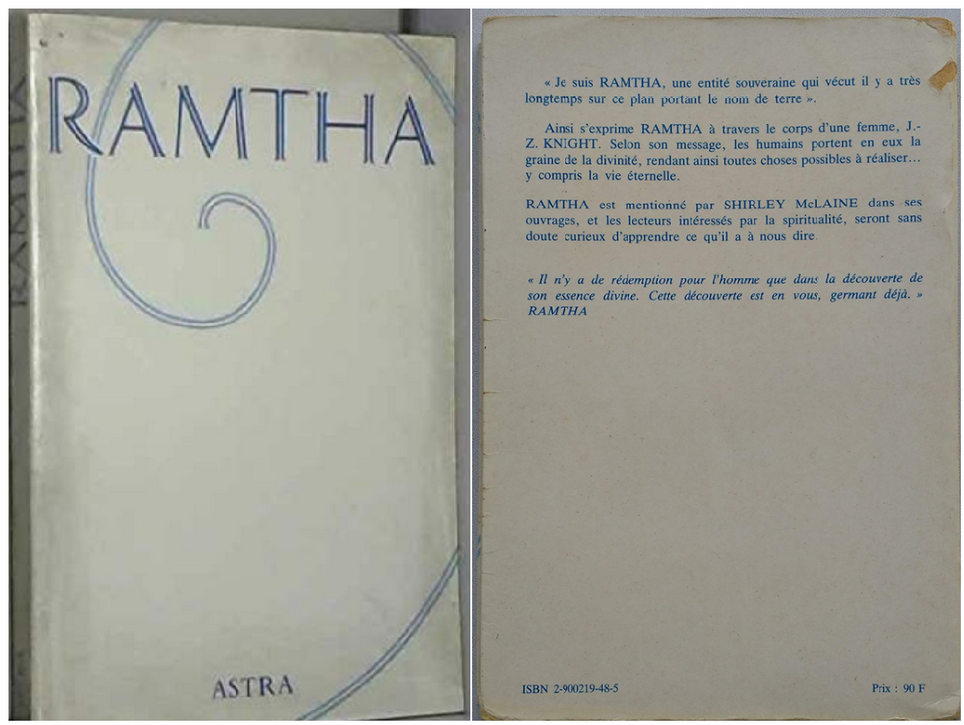 RAMTHA
ASTRA
« Je suis RAMTHA, une entité souveraine qui vécut il y a très
longtemps sur ce plan portant le nom de terre ».
Ainsi s'exprime RAMTHA à travers le corps d'une femme, J.-
Z. KNIGHT. Selon son message, les humains portent en eux la
graine de la divinité, rendant ainsi toutes choses possibles à réaliser...
y compris la vie éternelle.
RAMTHA est mentionné par SHIRLEY McLAINE dans ses
ouvrages, et les lecteurs intéressés par la spiritualité, seront sans
doute curieux d'apprendre ce qu'il a à nous dire.
« Il n'y a de rédemption pour l'homme que dans la découverte de
son essence divine. Cette découverte est en vous, germant déjà. »
RAMTHA
ISBN 2-900219-48-5
Prix : 90 F